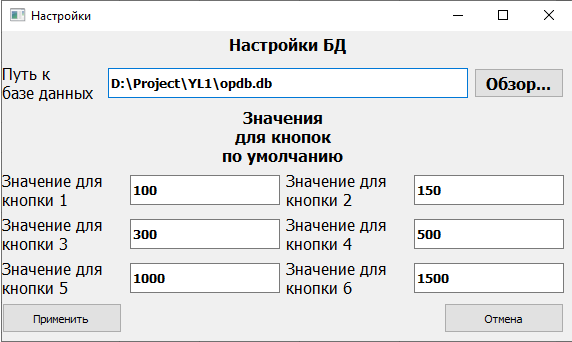 Настройки
Настройки БД
Путь к
базе данных
D:\Project\YL1\opdb.db
Обзор...
Значения
для кнопок
по умолчанию
Значение для
кнопки 1
100
Значение для
кнопки 2
150
Значение для
кнопки 3
300
Значение для
кнопки 4
500
Значение для
кнопки 5
1000
Значение для
кнопки 6
1500
Применить
Отмена